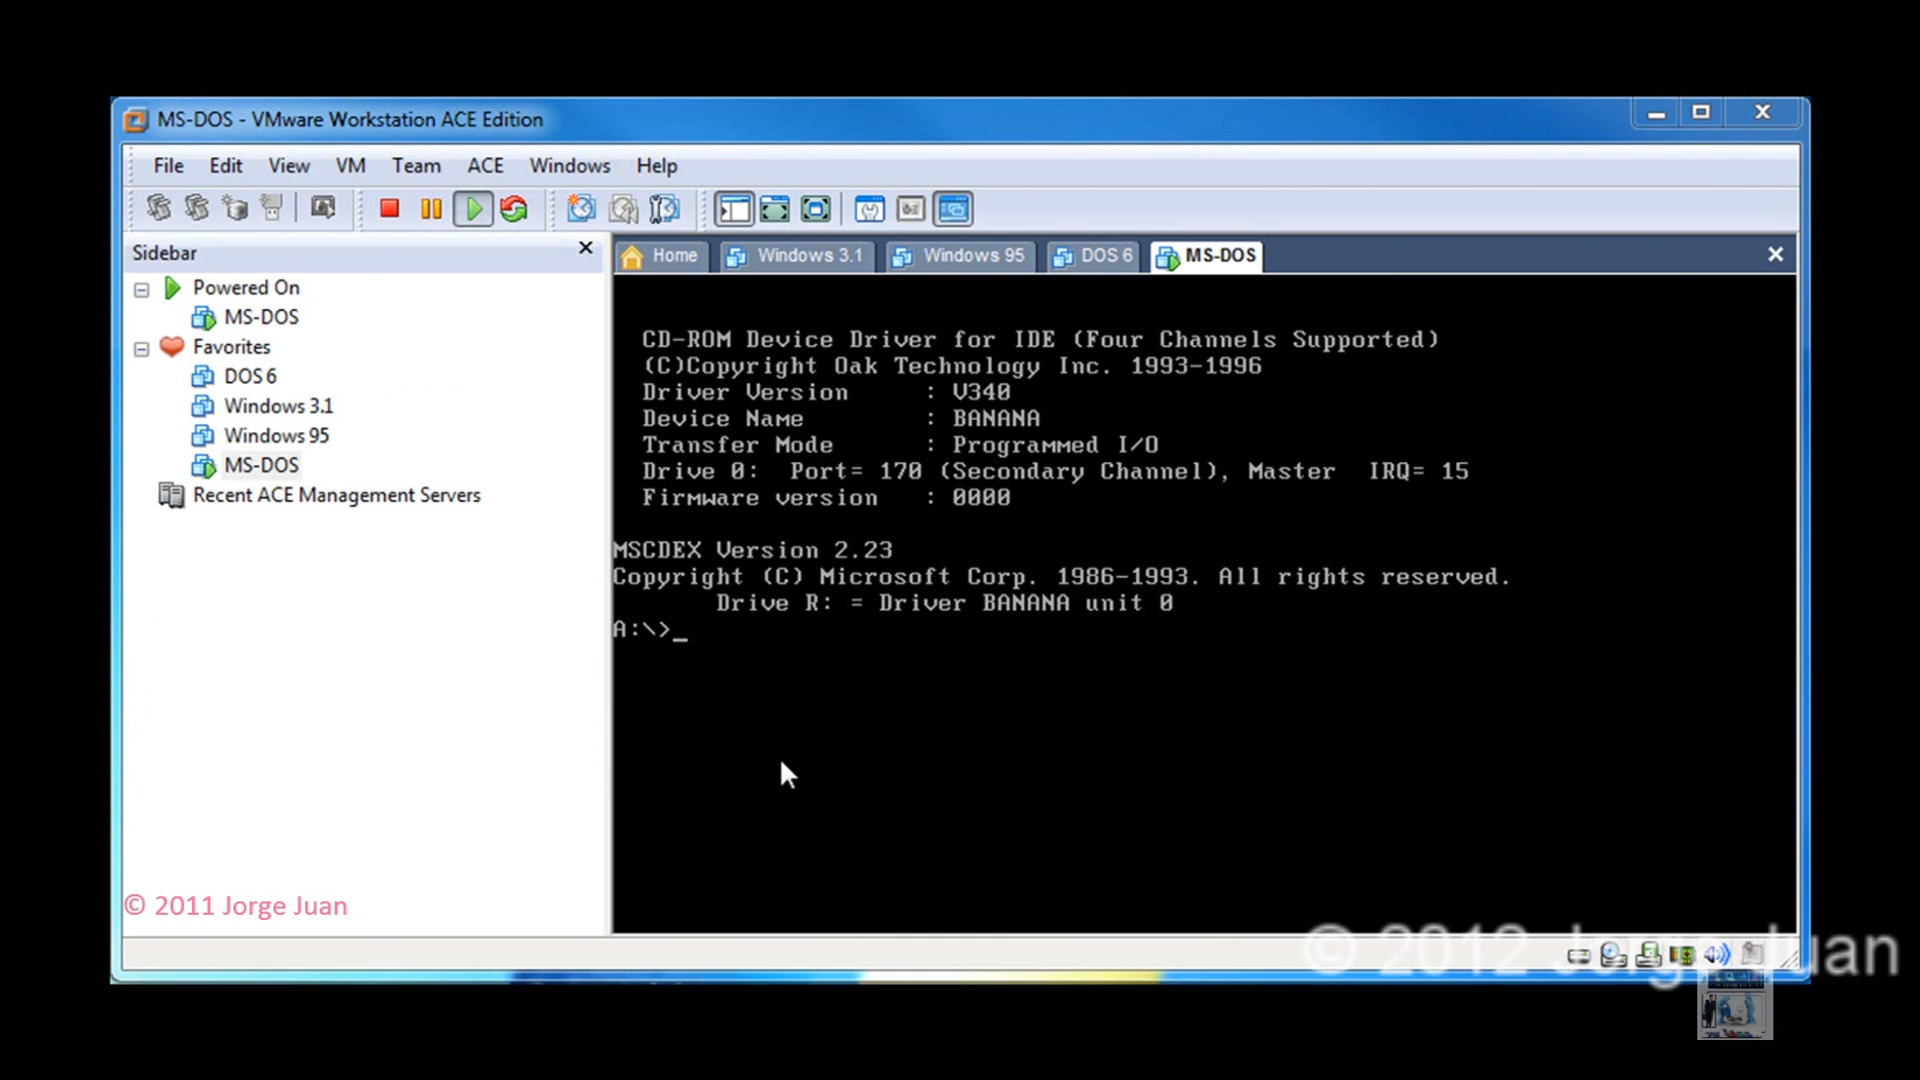 MS-DOS - VMware Workstation ACE Edition
File Edit View VM Team ACE Windows Help
Sidebar
Powered On
MS-DOS
Favorites
DOS 6
Windows 3.1
Windows 95
MS-DOS
Recent ACE Management Servers
Home Windows 3.1 Windows 95 DOS 6 MS-DOS
CD-ROM Device Driver for IDE (Four Channels Supported)
(C)Copyright Oak Technology Inc. 1993-1996
Driver Version : V340
Device Name : BANANA
Transfer Mode : Programmed I/O
Drive 0: Port= 170 (Secondary Channel), Master IRQ= 15
Firmware version : 0000
MSCDEX Version 2.23
Copyright (C) Microsoft Corp. 1986-1993. All rights reserved.
Drive R: = Driver BANANA unit 0
A:\>_
© 2011 Jorge Juan
© 2012 Jorge Juan